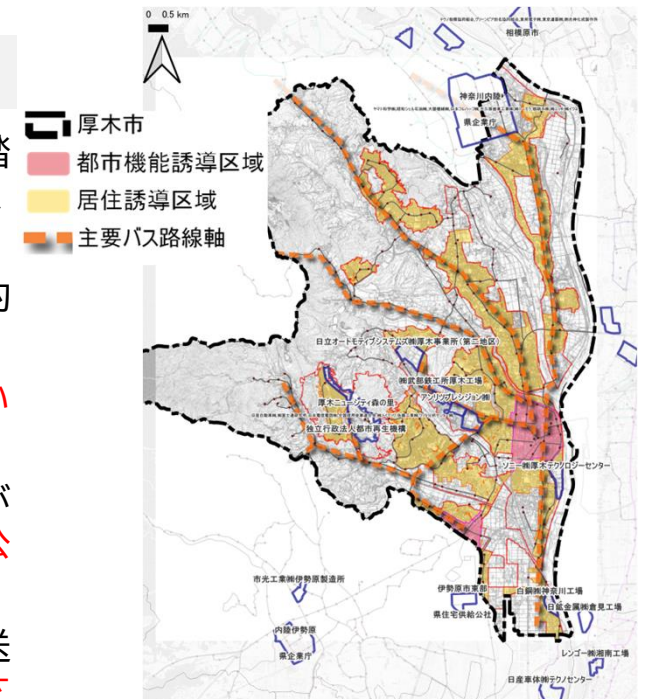 0 0.5 km
厚木市
都市機能誘導区域
居住誘導区域
主要バス路線軸
踏
的
い
が
公
送
相模原市
神奈川内陸
県企業庁
日立オートモティブシステムズ㈱厚木事業所(第二地区)
㈱武部鉄工所厚木工場
アンリツプレシジョン㈱
厚木ニューシティ森の里
独立行政法人都市再生機構
ソニー㈱厚木テクノロジーセンター
市光工業㈱伊勢原製造所
伊勢原市東部
県住宅供給公社
白銅㈱神奈川工場
日鉱金属㈱倉見工場
内陸伊勢原
県企業庁
レンゴー㈱湘南工場
日産車体㈱テクノセンター